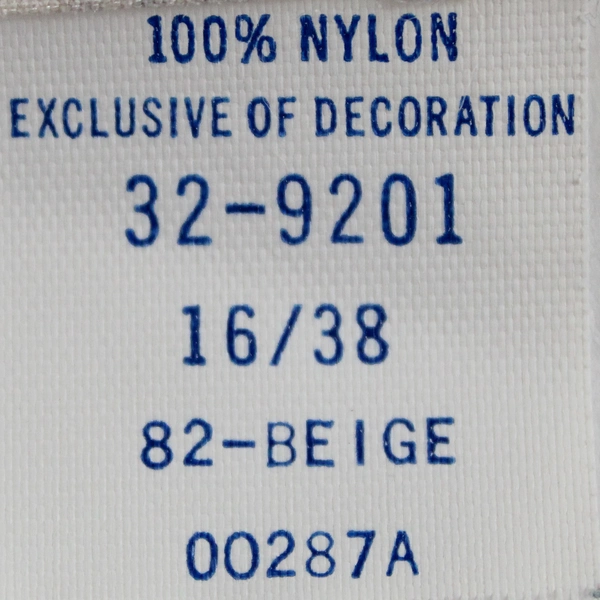 100% NYLON
EXCLUSIVE OF DECORATION
32-9201
16/38
82-BEIGE
00287A